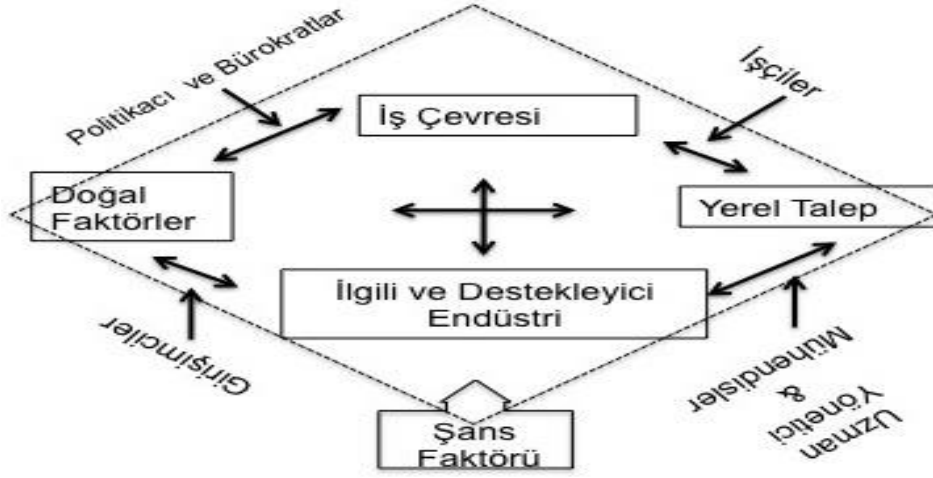 Politikacı ve Bürokratlar
İşçiler
İş Çevresi
Doğal
Faktörler
Yerel Talep
İlgili ve Destekleyici
Endüstri
Girişimciler
Mühendisler
&
Yönetici
Uzman
Şans
Faktörü